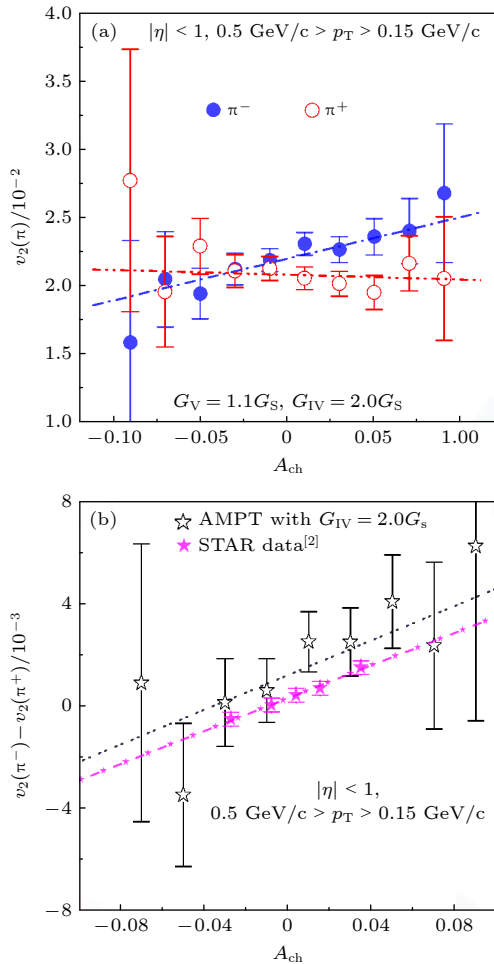 (a) |η| < 1, 0.5 GeV/c > pT > 0.15 GeV/c
π− π+
v2(π)/10−2
4.0
3.5
3.0
2.5
2.0
1.5
1.0
GV = 1.1GS, GIV = 2.0GS
−0.10 −0.05 0 0.05 1.00
Ach
(b) AMPT with GIV = 2.0Gs
STAR data[2]
v2(π−) − v2(π+)/10−3
8
4
0
−4
−8
|η| < 1,
0.5 GeV/c > pT > 0.15 GeV/c
−0.08 −0.04 0 0.04 0.08
Ach